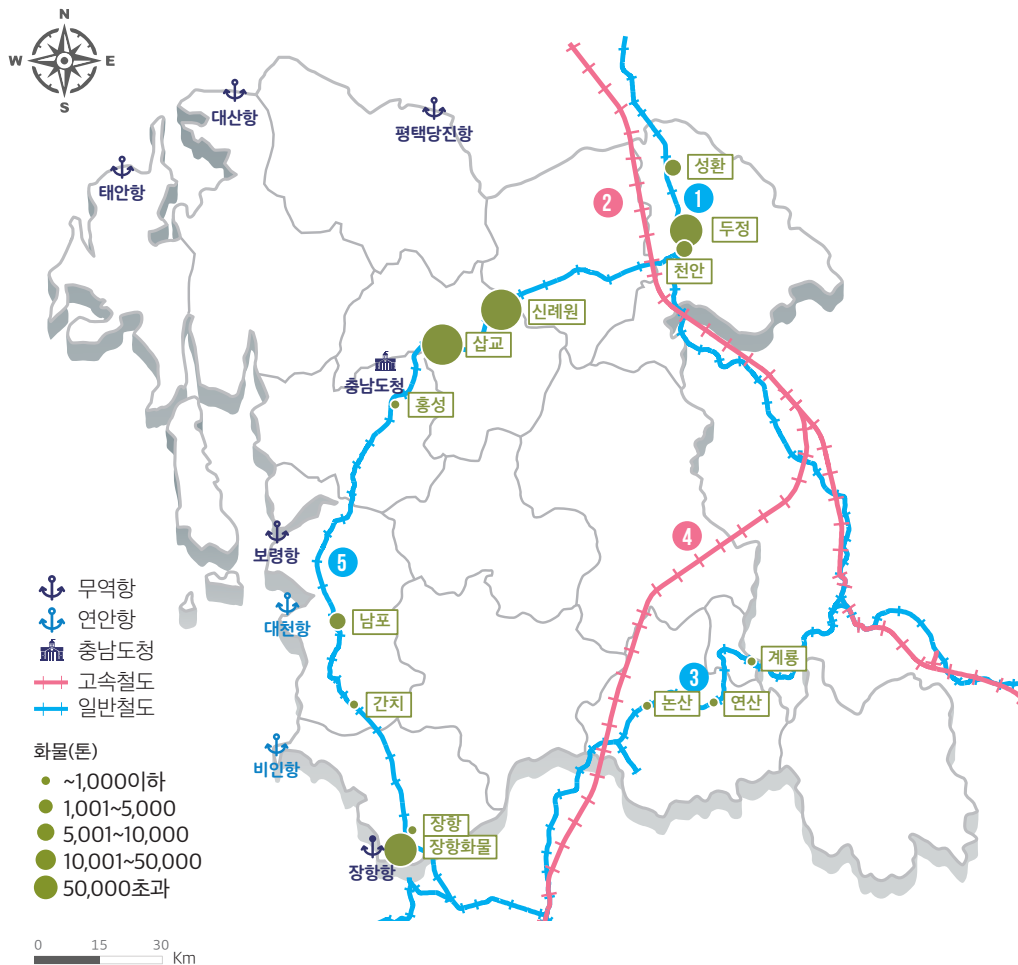 N
W
E
S
대산항
평택당진항
태안항
성환
2
1
두정
천안
신례원
삽교
충남도청
홍성
보령항
4
5
대천항
남포
계룡
3
간치
논산
연산
비인항
장항
장항화물
장항항
무역항
연안항
충남도청
고속철도
일반철도
화물(톤)
~1,000이하
1,001~5,000
5,001~10,000
10,001~50,000
50,000초과
0 15 30
Km